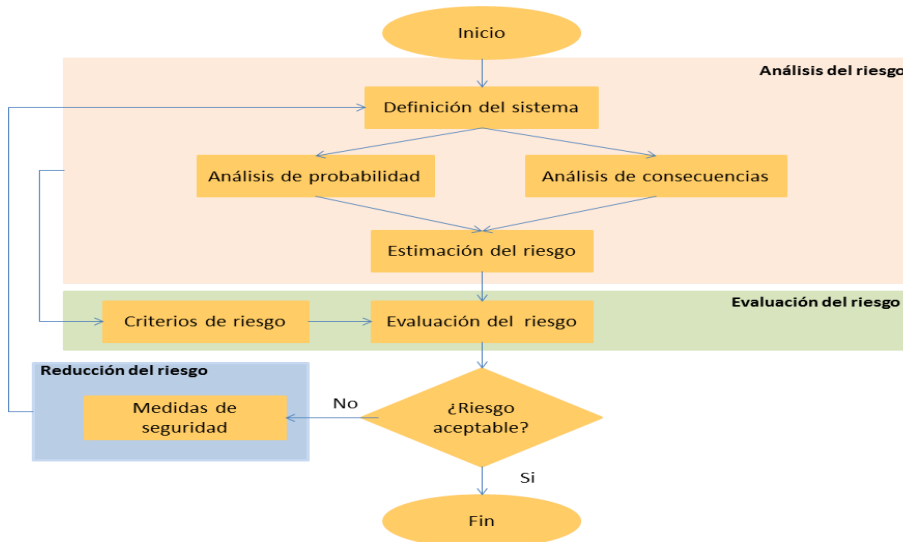 Inicio
Análisis del riesgo
Definición del sistema
Análisis de probabilidad
Análisis de consecuencias
Estimación del riesgo
Evaluación del riesgo
Criterios de riesgo
Evaluación del riesgo
Reducción del riesgo
Medidas de
seguridad
No
¿Riesgo
aceptable?
Si
Fin